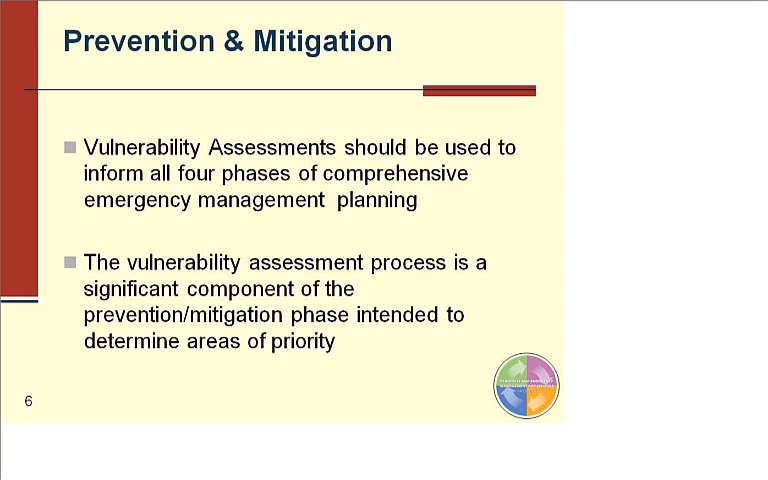 Prevention & Mitigation
Vulnerability Assessments should be used to
inform all four phases of comprehensive
emergency management planning
The vulnerability assessment process is a
significant component of the
prevention/mitigation phase intended to
determine areas of priority
6